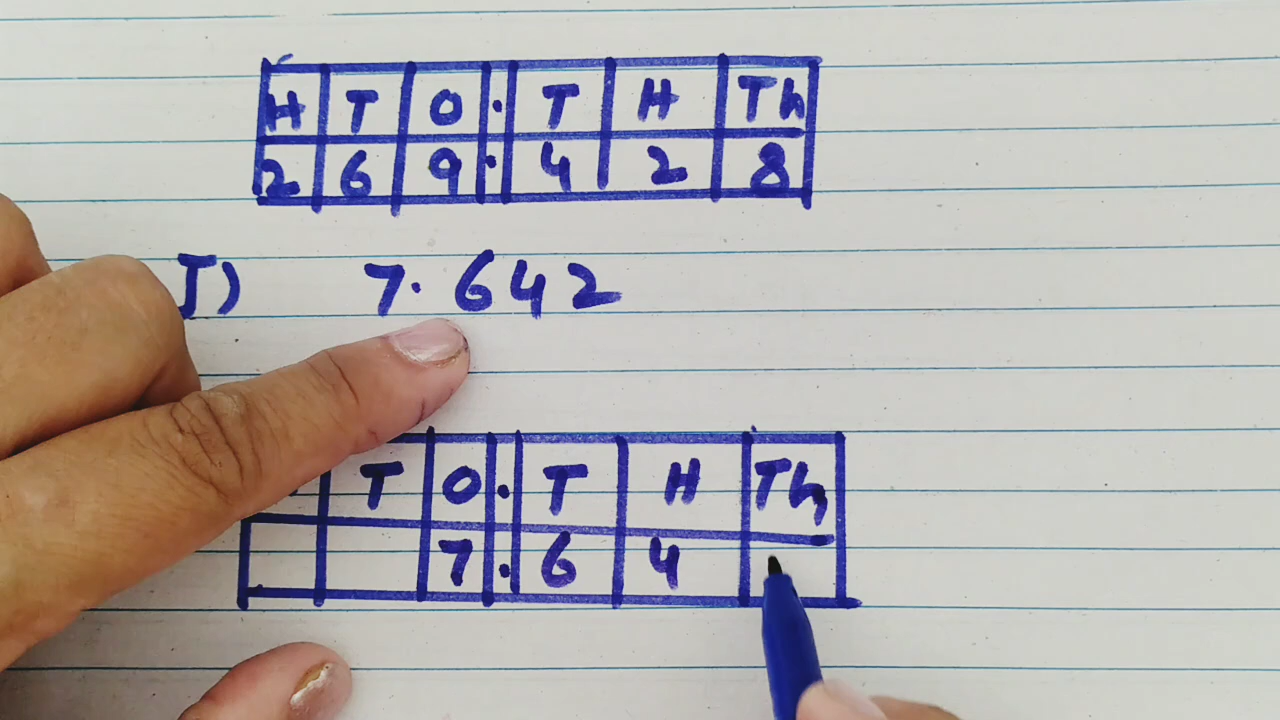 H T O . T H Th
2 6 9 . 4 2 8
J) 7.642
T O . T H Th
7 . 6 4